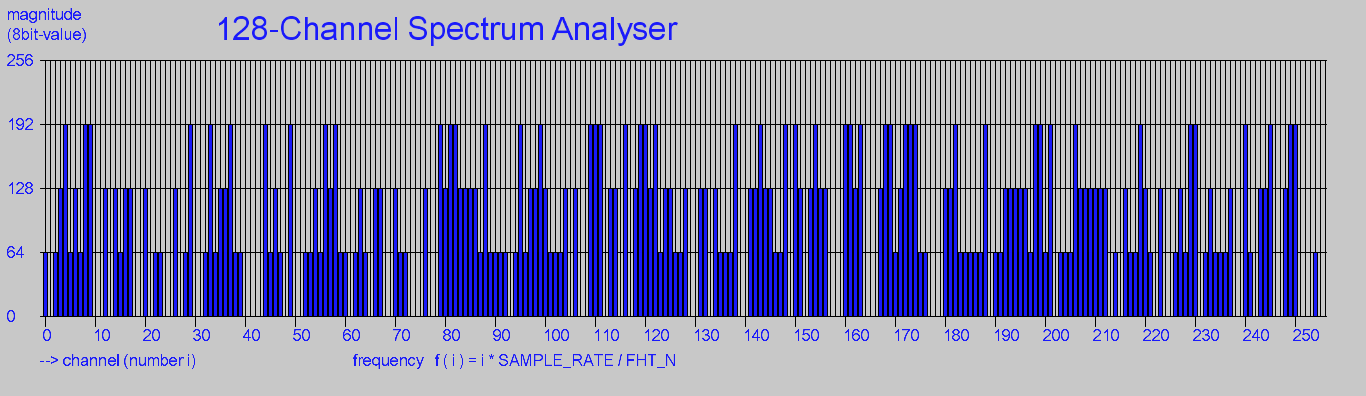 magnitude
(8bit-value)
128-Channel Spectrum Analyser
256
192
128
64
0
0 10 20 30 40 50 60 70 80 90 100 110 120 130 140 150 160 170 180 190 200 210 220 230 240 250
--> channel (number i) frequency f ( i ) = i * SAMPLE_RATE / FHT_N